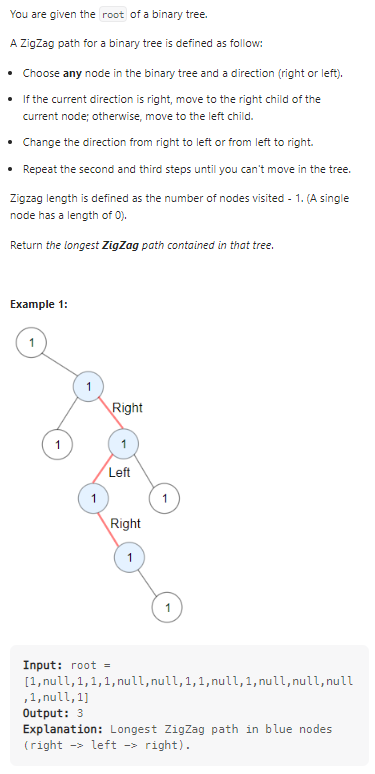 You are given the root of a binary tree.
A ZigZag path for a binary tree is defined as follow:
• Choose any node in the binary tree and a direction (right or left).
• If the current direction is right, move to the right child of the
current node; otherwise, move to the left child.
• Change the direction from right to left or from left to right.
• Repeat the second and third steps until you can't move in the tree.
Zigzag length is defined as the number of nodes visited - 1. (A single
node has a length of 0).
Return the longest ZigZag path contained in that tree.
Example 1:
1
1
Right
1
1
Left
1
1
Right
1
1
Input: root =
[1,null,1,1,1,null,null,1,1,null,1,null,null,null
,1,null,1]
Output: 3
Explanation: Longest ZigZag path in blue nodes
(right -> left -> right).